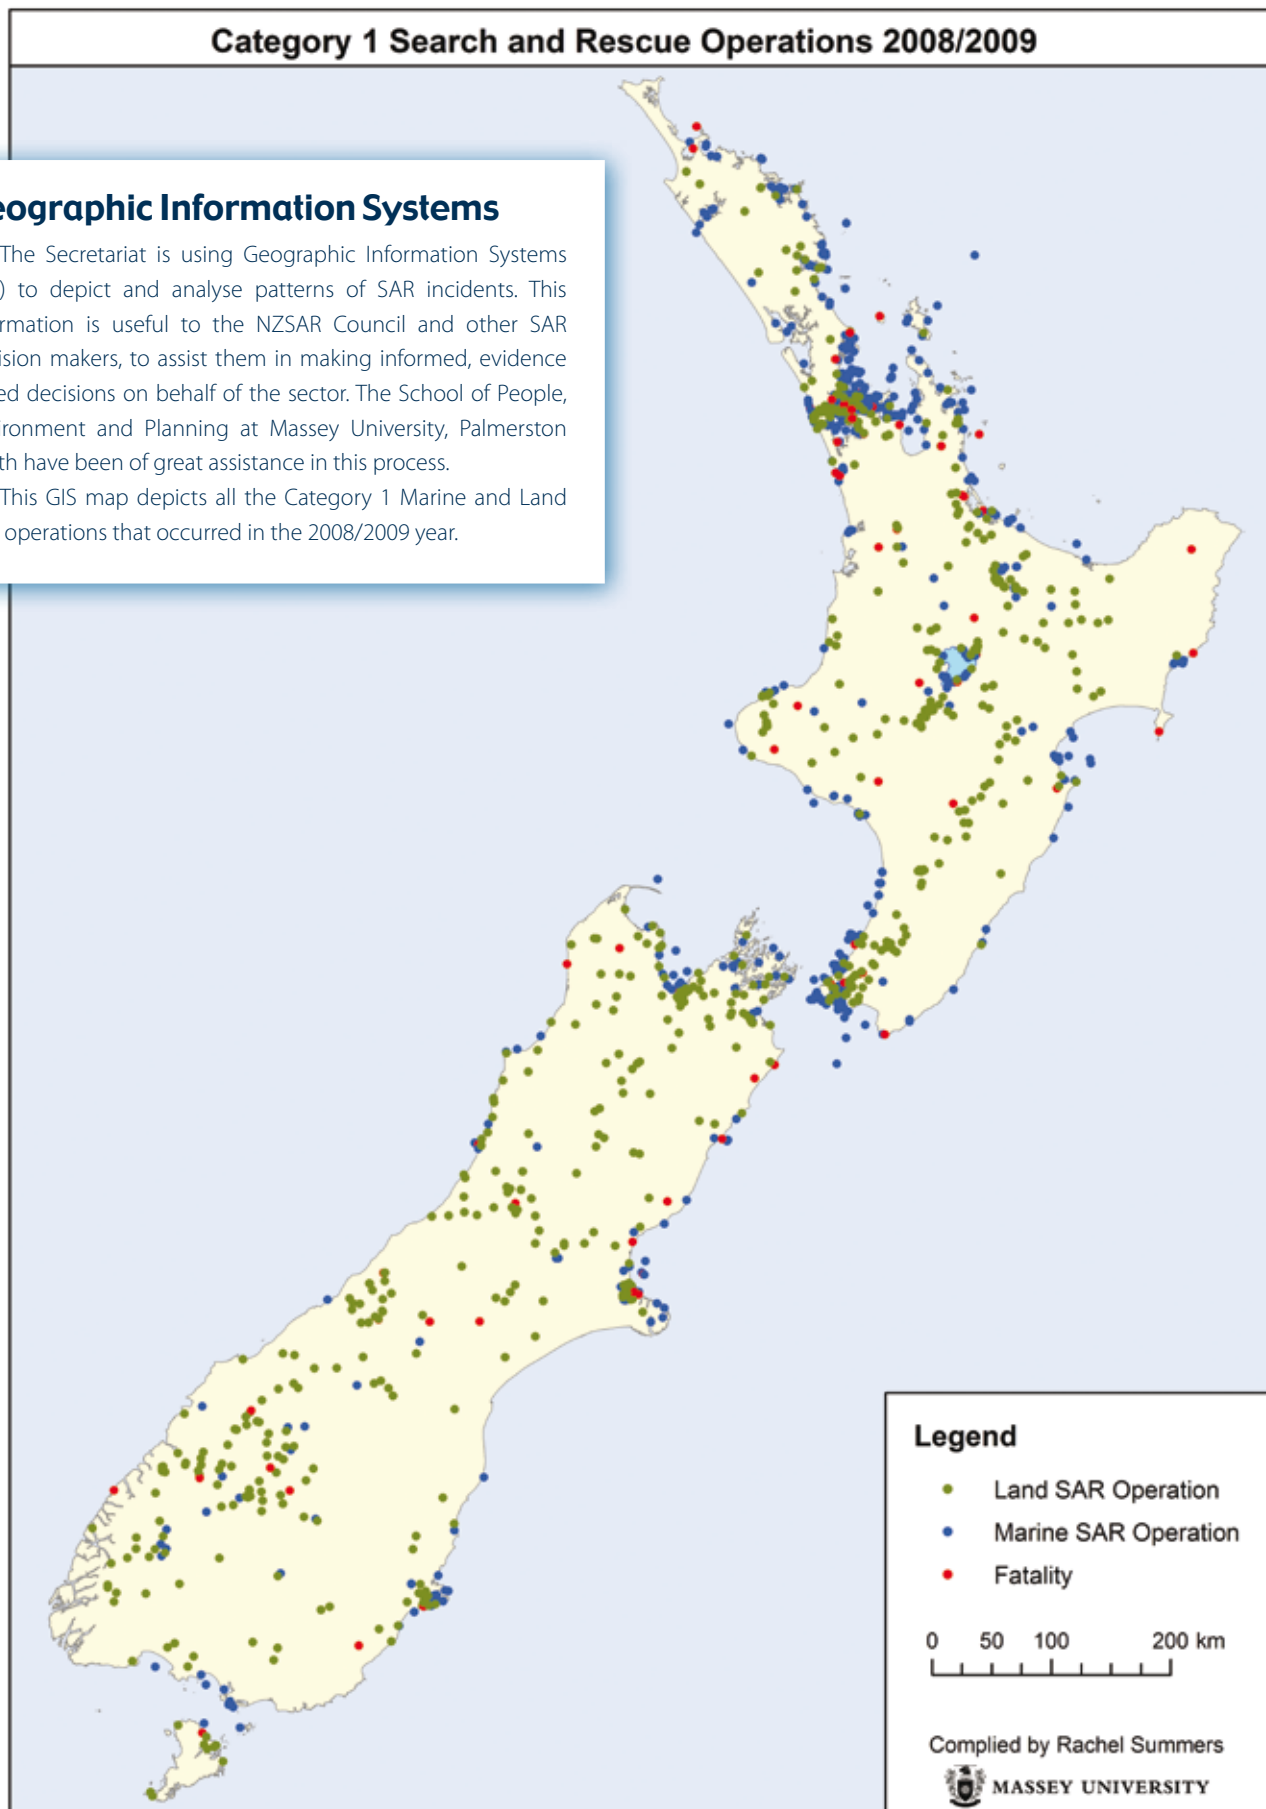 Category 1 Search and Rescue Operations 2008/2009
eographic Information Systems
The Secretariat is using Geographic Information Systems
) to depict and analyse patterns of SAR incidents. This
rmation is useful to the NZSAR Council and other SAR
ision makers, to assist them in making informed, evidence
ed decisions on behalf of the sector. The School of People,
ironment and Planning at Massey University, Palmerston
th have been of great assistance in this process.
This GIS map depicts all the Category 1 Marine and Land
operations that occurred in the 2008/2009 year.
Legend
Land SAR Operation
Marine SAR Operation
Fatality
0 50 100 200 km
Complied by Rachel Summers
MASSEY UNIVERSITY